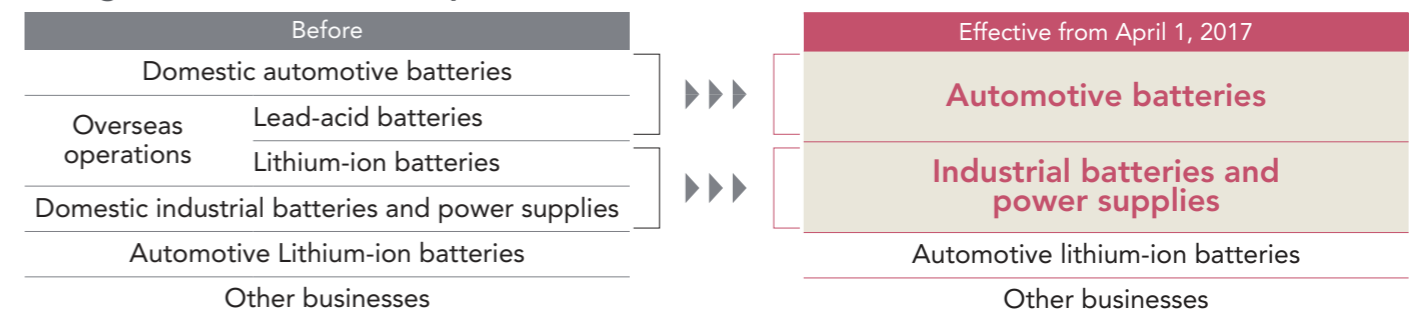 Before
Domestic automotive batteries
Overseas
operations
Lead-acid batteries
Lithium-ion batteries
Domestic industrial batteries and power supplies
Automotive Lithium-ion batteries
Other businesses
Effective from April 1, 2017
Automotive batteries
Industrial batteries and
power supplies
Automotive lithium-ion batteries
Other businesses